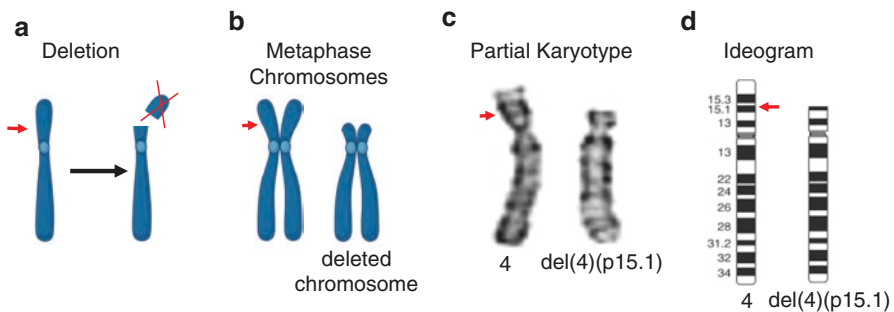 a
Deletion
b
Metaphase
Chromosomes
deleted
chromosome
c
Partial Karyotype
4
del(4)(p15.1)
d
Ideogram
15.3
15.1
13
13
22
24
26
28
31.2
32
34
4
del(4)(p15.1)